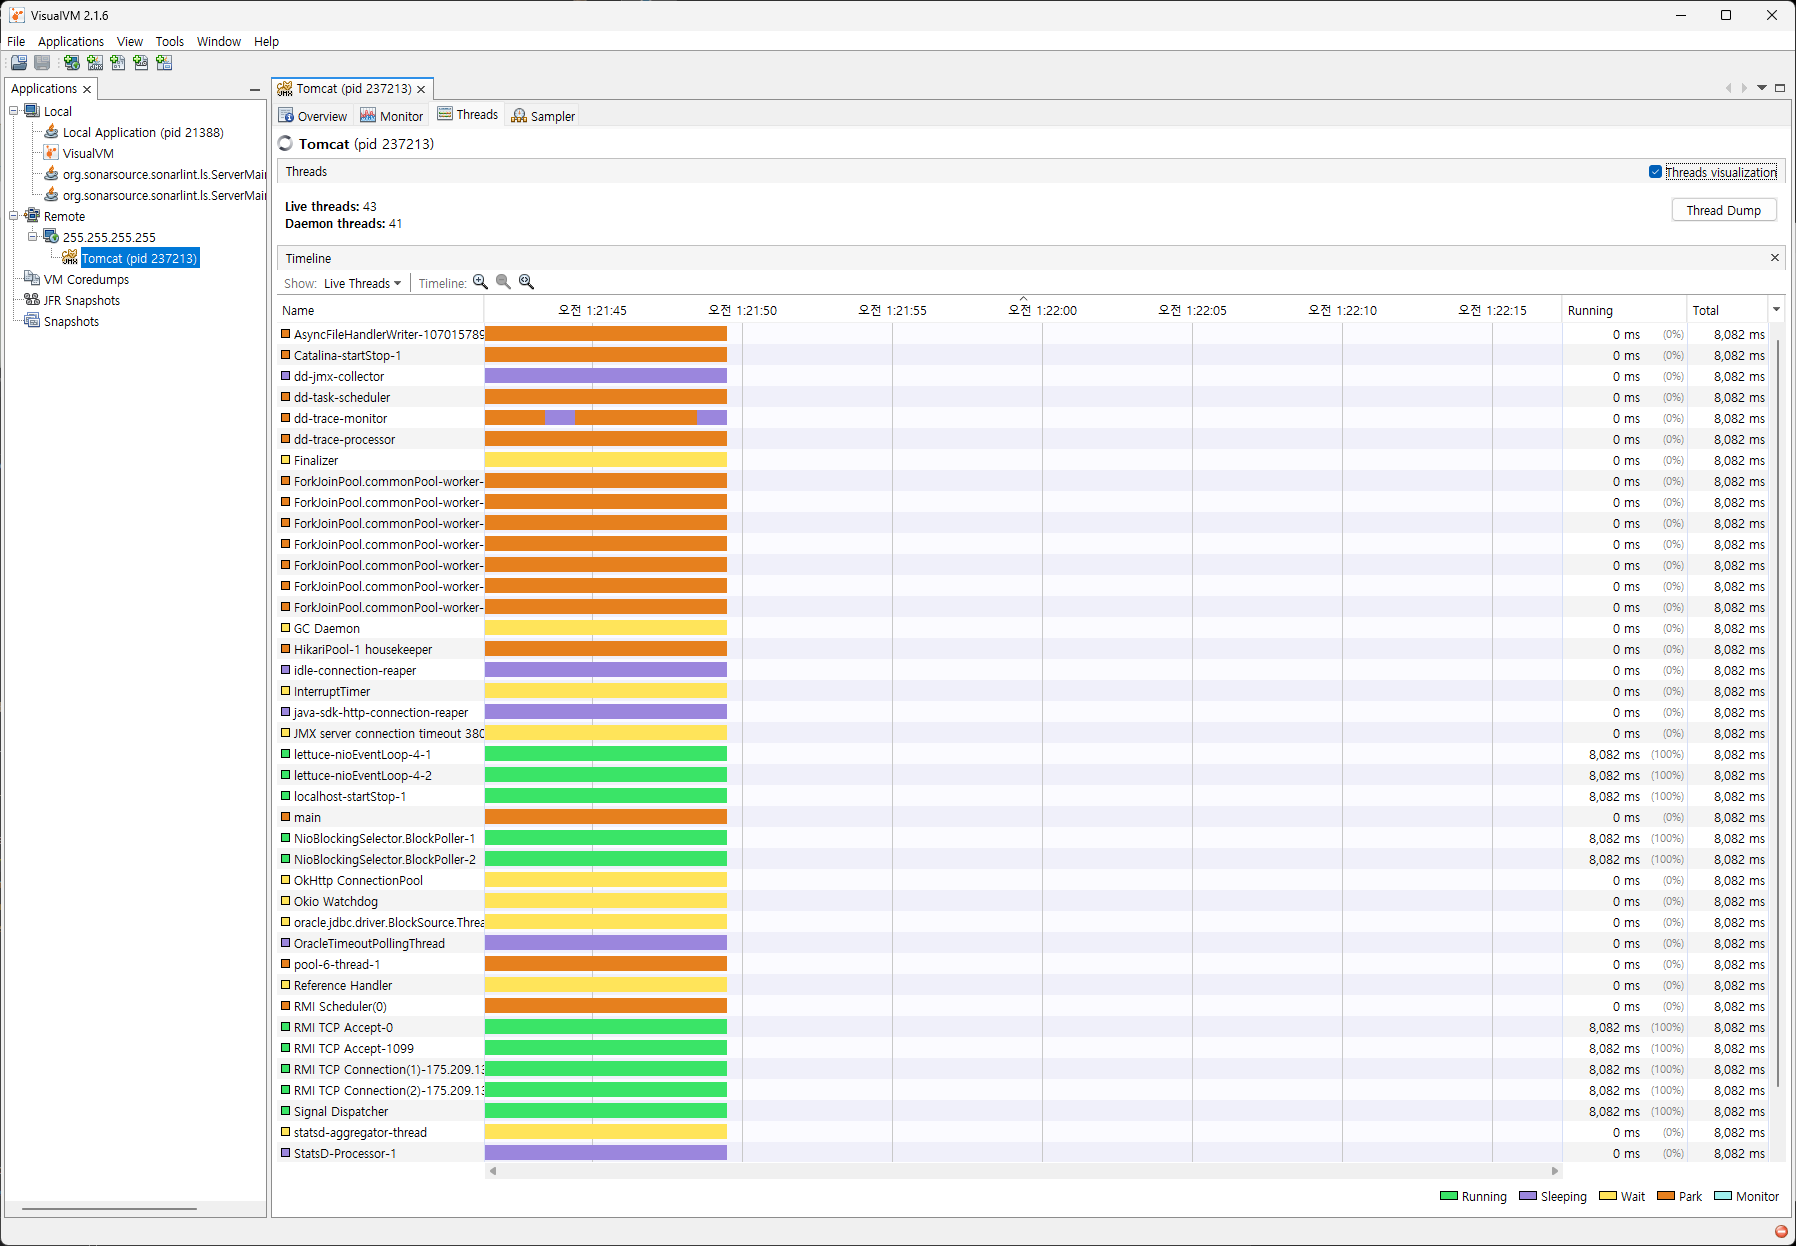 VisualVM 2.1.6
File Applications View Tools Window Help
Applications
Local
Local Application (pid 21388)
VisualVM
org.sonarsource.sonarlint.ls.ServerMai
org.sonarsource.sonarlint.ls.ServerMai
Remote
255.255.255.255
Tomcat (pid 237213)
VM Coredumps
JFR Snapshots
Snapshots
Tomcat (pid 237213)
Overview Monitor Threads Sampler
Tomcat (pid 237213)
Threads Threads visualization
Live threads: 43
Daemon threads: 41
Thread Dump
Timeline
Show: Live Threads Timeline:
Name 오전 1:21:45 오전 1:21:50 오전 1:21:55 오전 1:22:00 오전 1:22:05 오전 1:22:10 오전 1:22:15 Running Total
AsyncFileHandlerWriter-107015789 0 ms (0%) 8,082 ms
Catalina-startStop-1 0 ms (0%) 8,082 ms
dd-jmx-collector 0 ms (0%) 8,082 ms
dd-task-scheduler 0 ms (0%) 8,082 ms
dd-trace-monitor 0 ms (0%) 8,082 ms
dd-trace-processor 0 ms (0%) 8,082 ms
Finalizer 0 ms (0%) 8,082 ms
ForkJoinPool.commonPool-worker- 0 ms (0%) 8,082 ms
ForkJoinPool.commonPool-worker- 0 ms (0%) 8,082 ms
ForkJoinPool.commonPool-worker- 0 ms (0%) 8,082 ms
ForkJoinPool.commonPool-worker- 0 ms (0%) 8,082 ms
ForkJoinPool.commonPool-worker- 0 ms (0%) 8,082 ms
ForkJoinPool.commonPool-worker- 0 ms (0%) 8,082 ms
ForkJoinPool.commonPool-worker- 0 ms (0%) 8,082 ms
GC Daemon 0 ms (0%) 8,082 ms
HikariPool-1 housekeeper 0 ms (0%) 8,082 ms
idle-connection-reaper 0 ms (0%) 8,082 ms
InterruptTimer 0 ms (0%) 8,082 ms
java-sdk-http-connection-reaper 0 ms (0%) 8,082 ms
JMX server connection timeout 380 0 ms (0%) 8,082 ms
lettuce-nioEventLoop-4-1 8,082 ms (100%) 8,082 ms
lettuce-nioEventLoop-4-2 8,082 ms (100%) 8,082 ms
localhost-startStop-1 8,082 ms (100%) 8,082 ms
main 0 ms (0%) 8,082 ms
NioBlockingSelector.BlockPoller-1 8,082 ms (100%) 8,082 ms
NioBlockingSelector.BlockPoller-2 8,082 ms (100%) 8,082 ms
OkHttp ConnectionPool 0 ms (0%) 8,082 ms
Okio Watchdog 0 ms (0%) 8,082 ms
oracle.jdbc.driver.BlockSource.Threa 0 ms (0%) 8,082 ms
OracleTimeoutPollingThread 0 ms (0%) 8,082 ms
pool-6-thread-1 0 ms (0%) 8,082 ms
Reference Handler 0 ms (0%) 8,082 ms
RMI Scheduler(0) 0 ms (0%) 8,082 ms
RMI TCP Accept-0 8,082 ms (100%) 8,082 ms
RMI TCP Accept-1099 8,082 ms (100%) 8,082 ms
RMI TCP Connection(1)-175.209.13 8,082 ms (100%) 8,082 ms
RMI TCP Connection(2)-175.209.13 8,082 ms (100%) 8,082 ms
Signal Dispatcher 8,082 ms (100%) 8,082 ms
statsd-aggregator-thread 0 ms (0%) 8,082 ms
StatsD-Processor-1 0 ms (0%) 8,082 ms
Running Sleeping Wait Park Monitor